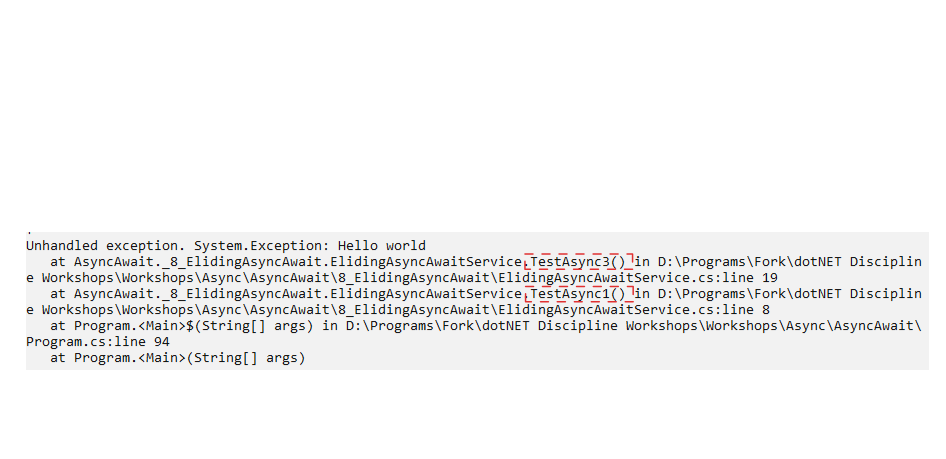 Unhandled exception. System.Exception: Hello world
   at AsyncAwait._8_ElidingAsyncAwait.ElidingAsyncAwaitService.TestAsync3() in D:\Programs\Fork\dotNET Disciplin
e Workshops\Workshops\Async\AsyncAwait\8_ElidingAsyncAwait\ElidingAsyncAwaitService.cs:line 19
   at AsyncAwait._8_ElidingAsyncAwait.ElidingAsyncAwaitService.TestAsync1() in D:\Programs\Fork\dotNET Disciplin
e Workshops\Workshops\Async\AsyncAwait\8_ElidingAsyncAwait\ElidingAsyncAwaitService.cs:line 8
   at Program.<Main>$(String[] args) in D:\Programs\Fork\dotNET Discipline Workshops\Workshops\Async\AsyncAwait\
Program.cs:line 94
   at Program.<Main>(String[] args)